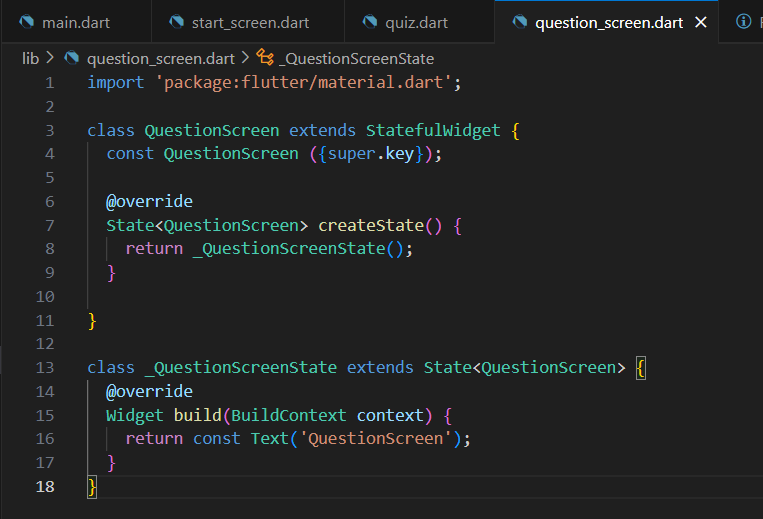 main.dart start_screen.dart quiz.dart question_screen.dart
lib > question_screen.dart > _QuestionScreenState
1 import 'package:flutter/material.dart';
2
3 class QuestionScreen extends StatefulWidget {
4   const QuestionScreen ({super.key});
5
6   @override
7   State<QuestionScreen> createState() {
8     return _QuestionScreenState();
9   }
10
11 }
12
13 class _QuestionScreenState extends State<QuestionScreen> {
14   @override
15   Widget build(BuildContext context) {
16     return const Text('QuestionScreen');
17   }
18 }